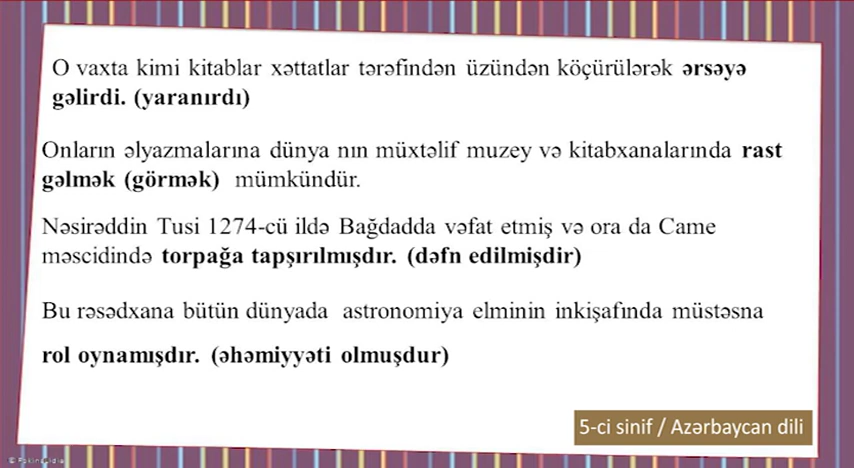 O vaxta kimi kitablar xəttatlar tərəfindən üzündən köçürülərək ərsəyə
gəlirdi. (yaranırdı)
Onların əlyazmalarına dünya nın müxtəlif muzey və kitabxanalarında rast
gəlmək (görmək) mümkündür.
Nəsirəddin Tusi 1274-cü ildə Bağdadda vəfat etmiş və ora da Came
məscidində torpağa tapşırılmışdır. (dəfn edilmişdir)
Bu rəsədxana bütün dünyada astronomiya elminin inkişafında müstəsna
rol oynamışdır. (əhəmiyyəti olmuşdur)
5-ci sinif / Azərbaycan dili